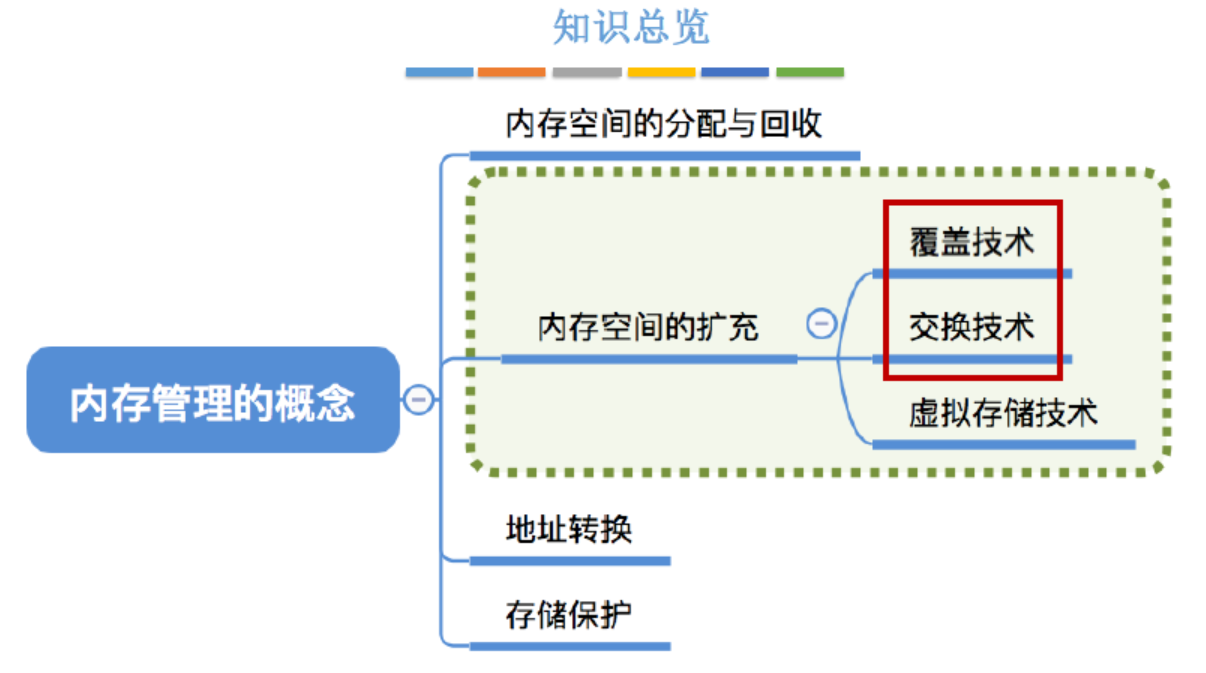 知识总览
内存空间的分配与回收
覆盖技术
内存空间的扩充
交换技术
虚拟存储技术
内存管理的概念
地址转换
存储保护